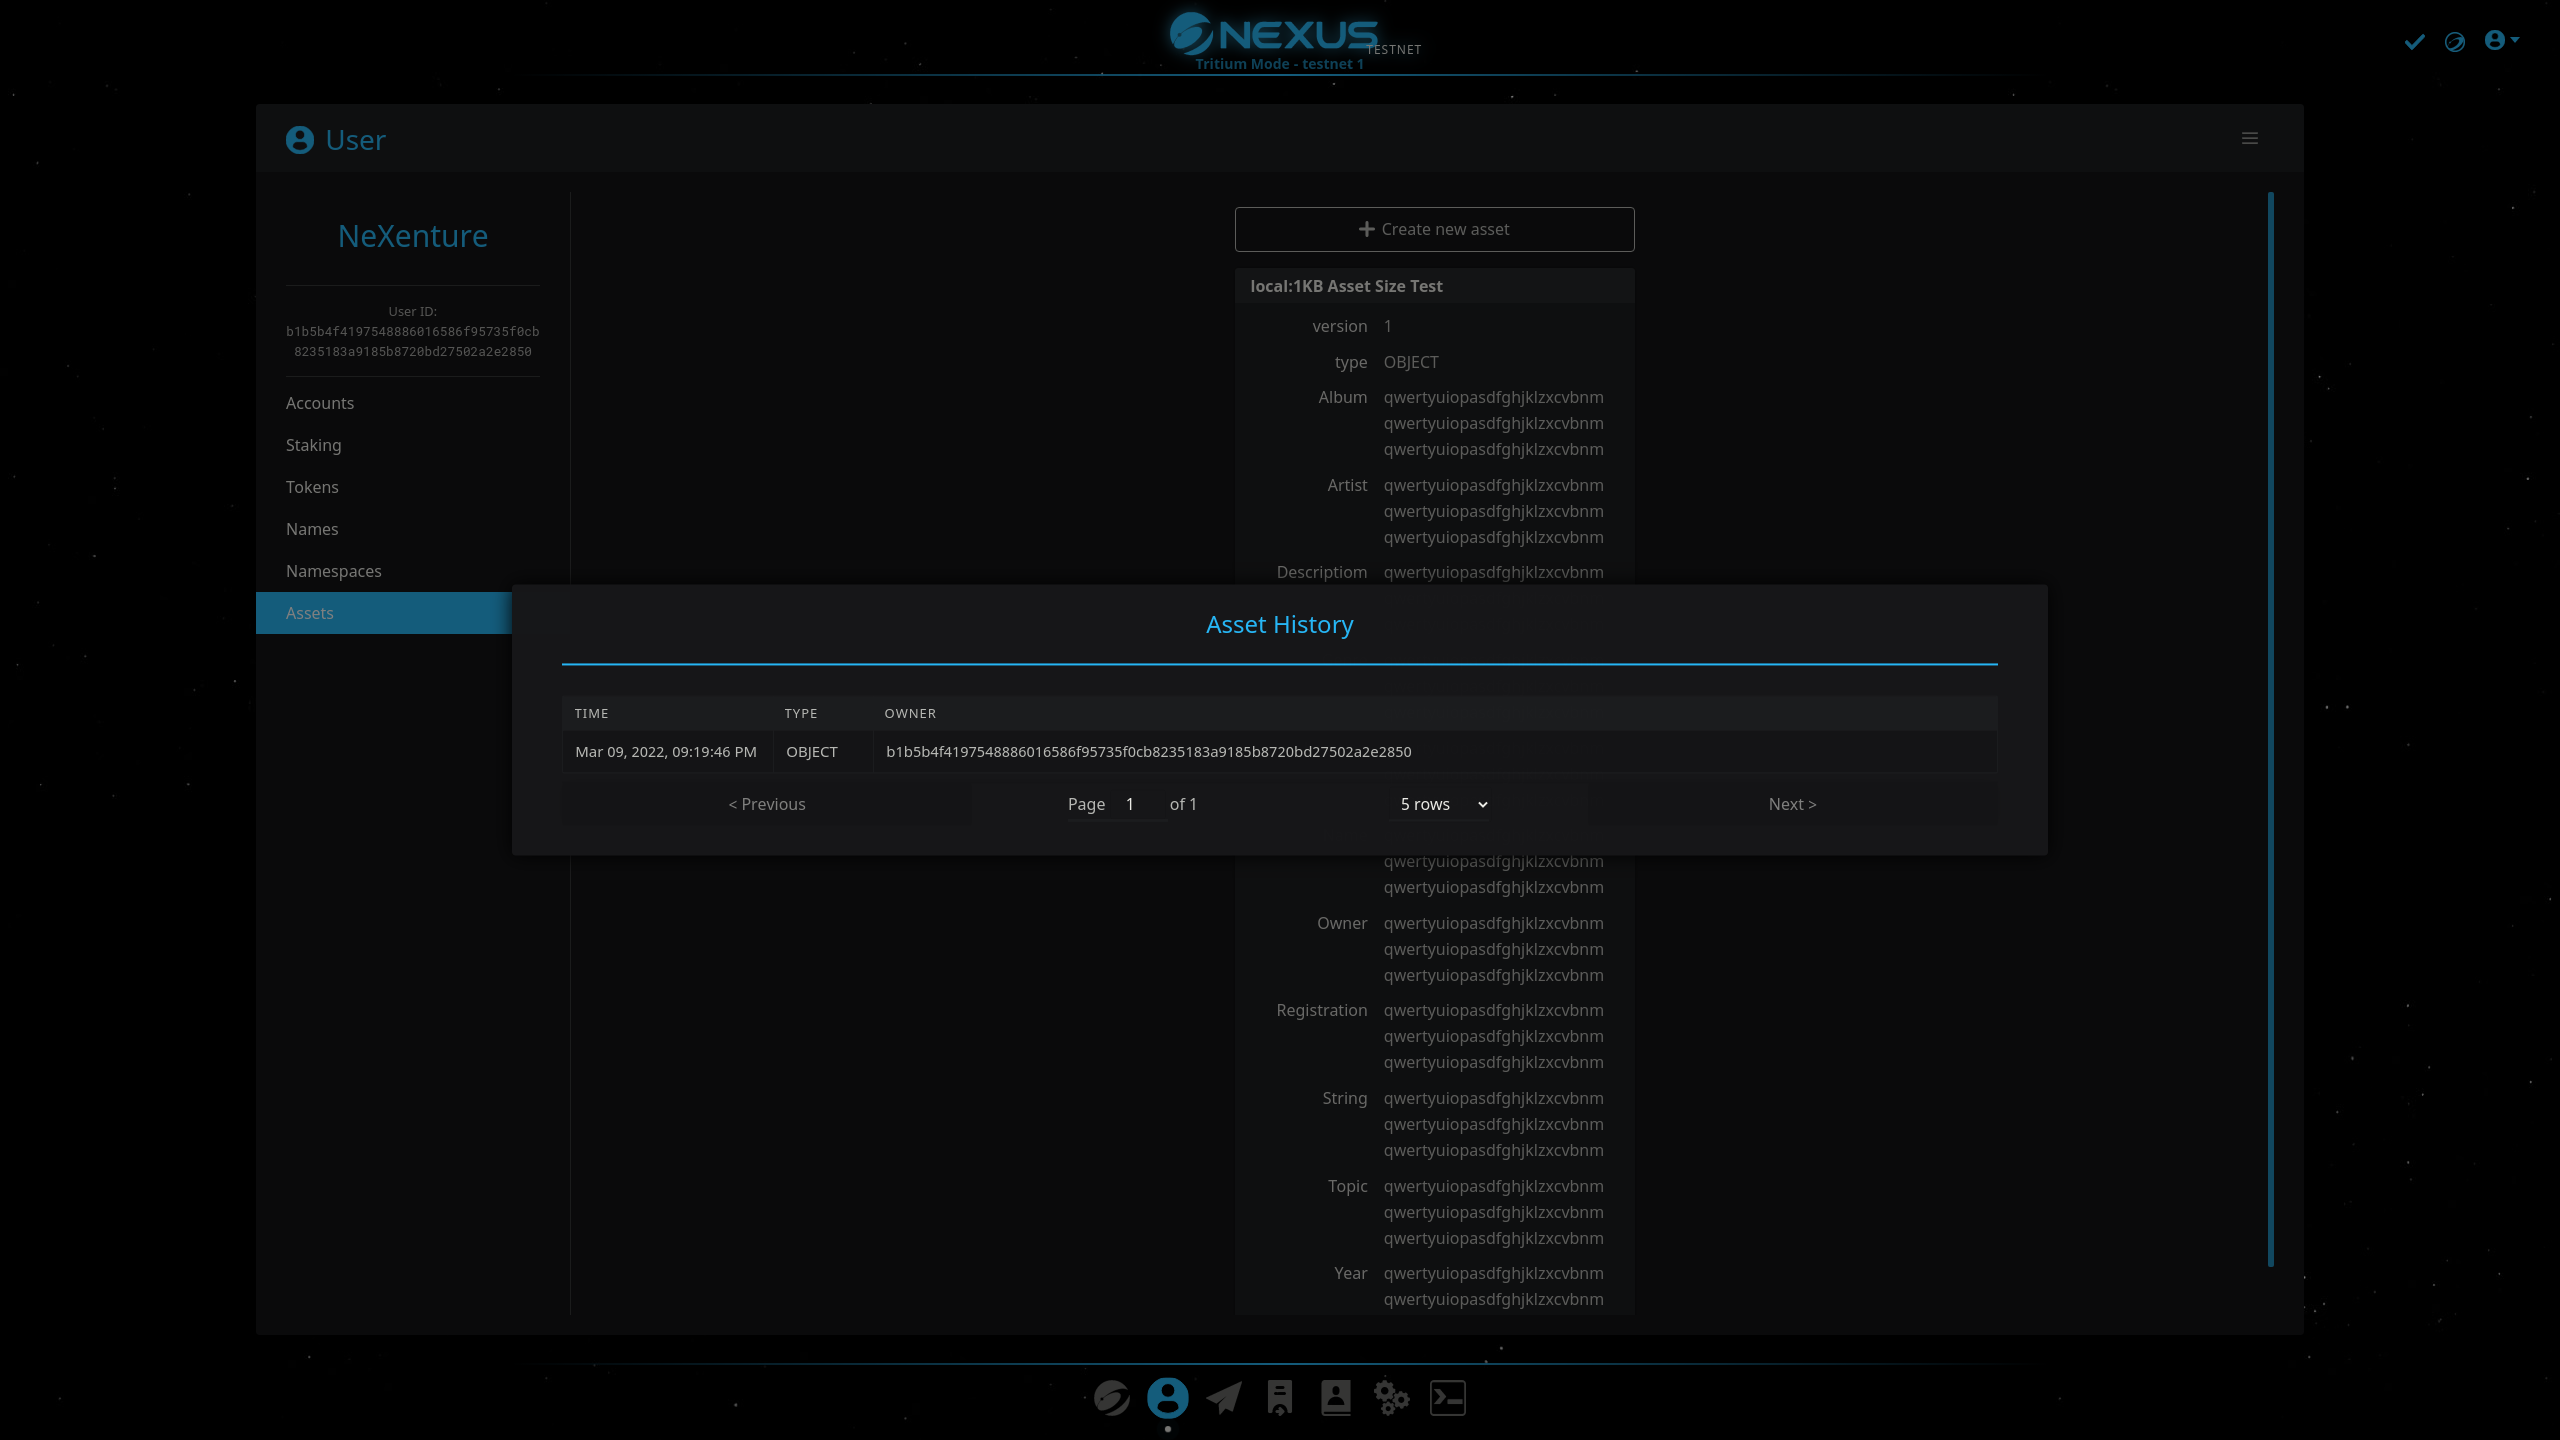 NEXUS
TESTNET
Tritium Mode - testnet 1
User
NeXenture
User ID:
b1b5b4f4197548886016586f95735f0cb
8235183a9185b8720bd27502a2e2850
Accounts
Staking
Tokens
Names
Namespaces
Assets
Create new asset
local:1KB Asset Size Test
version 1
type OBJECT
Album qwertyuiopasdfghjklzxcvbnm
qwertyuiopasdfghjklzxcvbnm
qwertyuiopasdfghjklzxcvbnm
Artist qwertyuiopasdfghjklzxcvbnm
qwertyuiopasdfghjklzxcvbnm
qwertyuiopasdfghjklzxcvbnm
Descriptiom qwertyuiopasdfghjklzxcvbnm
Asset History
TIME TYPE OWNER
Mar 09, 2022, 09:19:46 PM OBJECT b1b5b4f4197548886016586f95735f0cb8235183a9185b8720bd27502a2e2850
< Previous Page 1 of 1 5 rows Next >
qwertyuiopasdfghjklzxcvbnm
qwertyuiopasdfghjklzxcvbnm
Owner qwertyuiopasdfghjklzxcvbnm
qwertyuiopasdfghjklzxcvbnm
qwertyuiopasdfghjklzxcvbnm
Registration qwertyuiopasdfghjklzxcvbnm
qwertyuiopasdfghjklzxcvbnm
qwertyuiopasdfghjklzxcvbnm
String qwertyuiopasdfghjklzxcvbnm
qwertyuiopasdfghjklzxcvbnm
qwertyuiopasdfghjklzxcvbnm
Topic qwertyuiopasdfghjklzxcvbnm
qwertyuiopasdfghjklzxcvbnm
qwertyuiopasdfghjklzxcvbnm
Year qwertyuiopasdfghjklzxcvbnm
qwertyuiopasdfghjklzxcvbnm